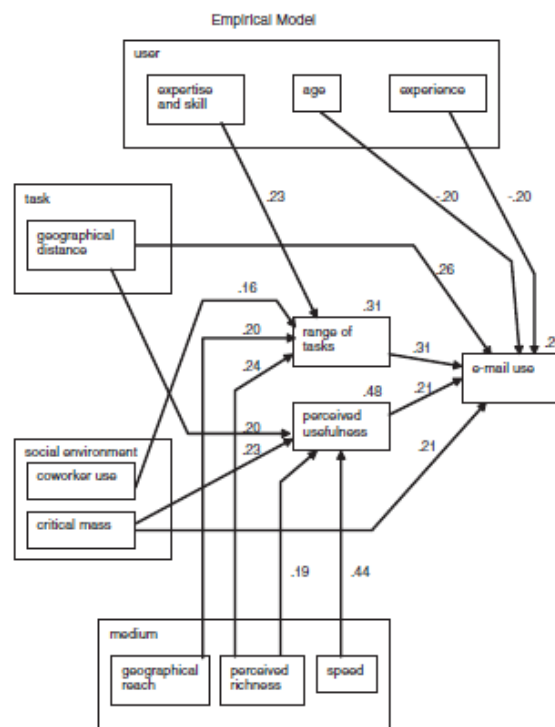 Empirical Model
user
expertise
and skill
age
experience
.23
-.20
-.20
task
geographical
distance
.26
.16
.31
.20
range of
tasks
.31
.24
e-mail use
.48
.21
perceived
usefulness
.20
.23
.21
social environment
coworker use
critical mass
.19
.44
medium
geographical
reach
perceived
richness
speed